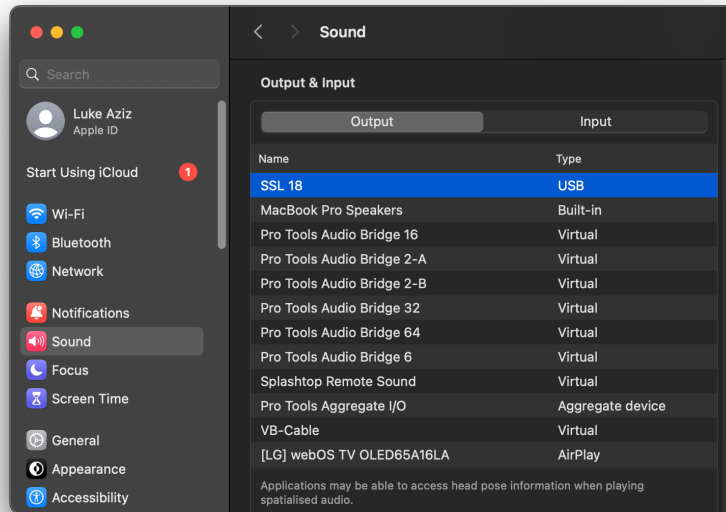 Sound
Search
Luke Aziz
Apple ID
Start Using iCloud
1
Wi-Fi
Bluetooth
Network
Notifications
Sound
Focus
Screen Time
General
Appearance
Accessibility
Output & Input
Output Input
Name Type
SSL 18 USB
MacBook Pro Speakers Built-in
Pro Tools Audio Bridge 16 Virtual
Pro Tools Audio Bridge 2-A Virtual
Pro Tools Audio Bridge 2-B Virtual
Pro Tools Audio Bridge 32 Virtual
Pro Tools Audio Bridge 64 Virtual
Pro Tools Audio Bridge 6 Virtual
Splashtop Remote Sound Virtual
Pro Tools Aggregate I/O Aggregate device
VB-Cable Virtual
[LG] webOS TV OLED65A16LA AirPlay
Applications may be able to access head pose information when playing
spatialised audio.